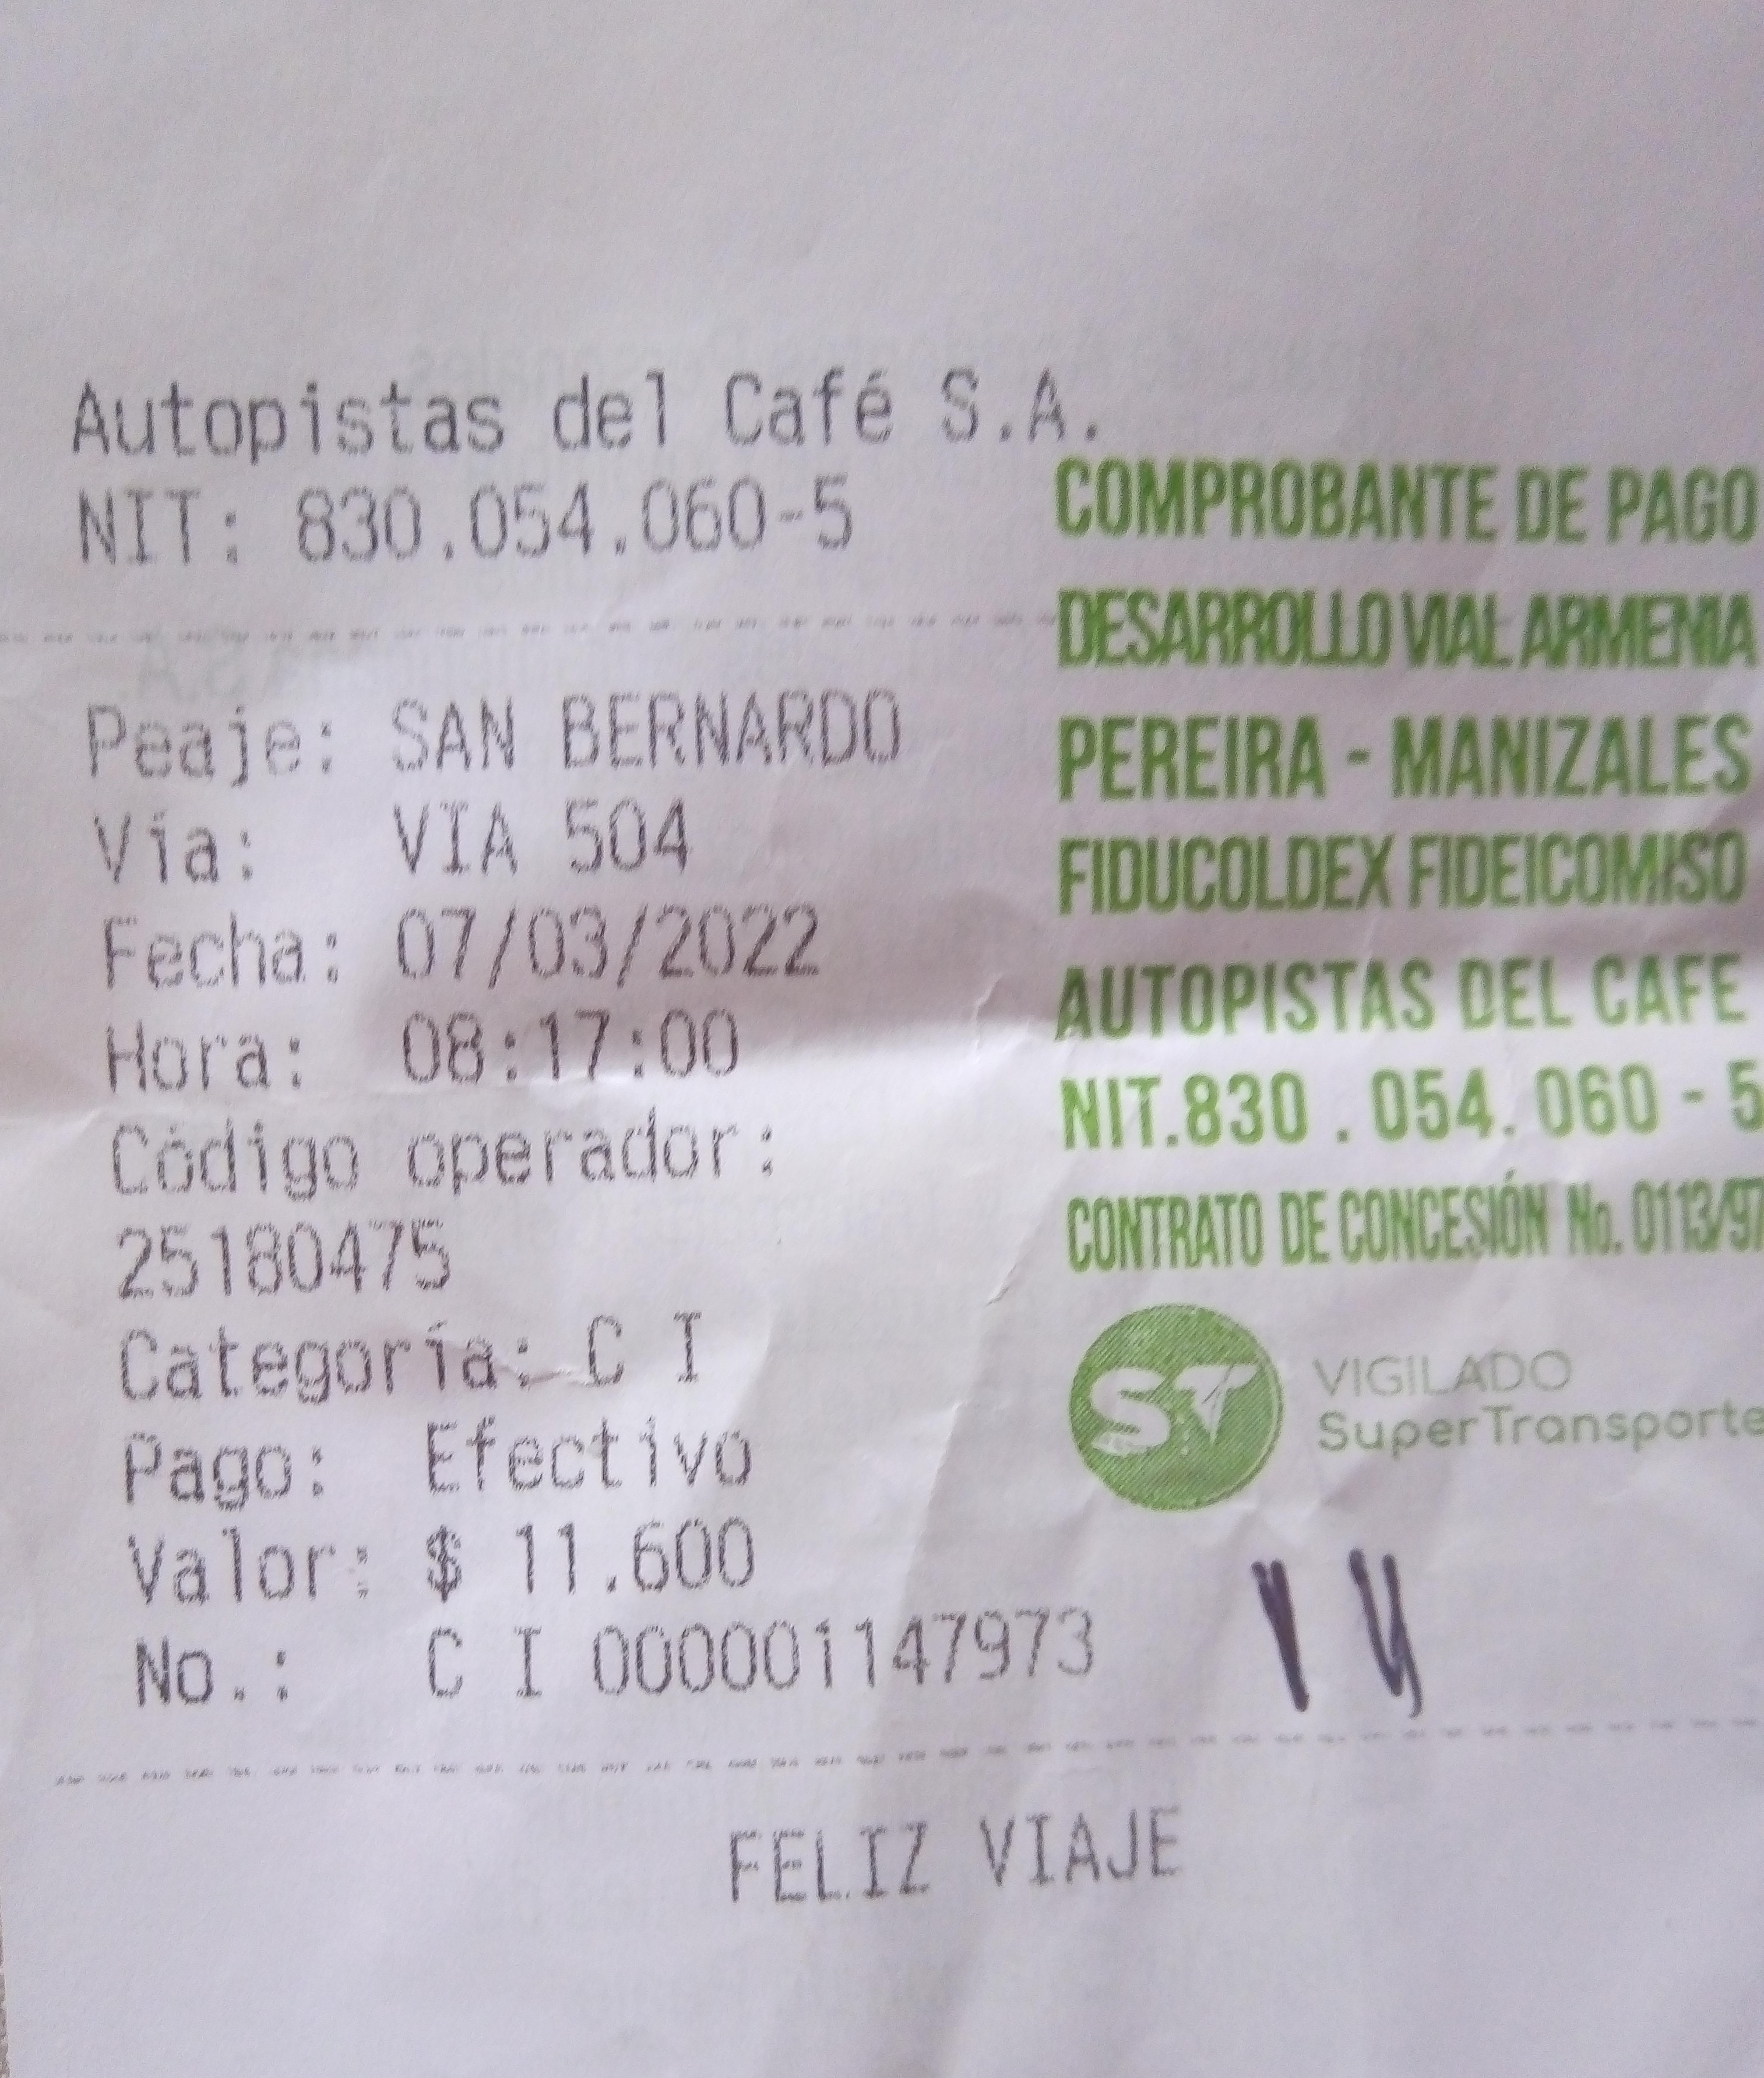 Autopistas del Café S.A.
NIT: 830.054.060-5
Peaje: SAN BERNARDO
Vía: VIA 504
Fecha: 07/03/2022
Hora: 08:17:00
Código operador:
25180475
Categoría: C I
Pago: Efectivo
Valor: $ 11.600
No.: C I 000001147973
FELIZ VIAJE
COMPROBANTE DE PAGO
DESARROLLO VIAL ARMENIA
PEREIRA - MANIZALES
FIDUCOLDEX FIDEICOMISO
AUTOPISTAS DEL CAFE
NIT.830 . 054. 060 - 5
CONTRATO DE CONCESIÓN No. 0113/97
ST
VIGILADO
SuperTransporte